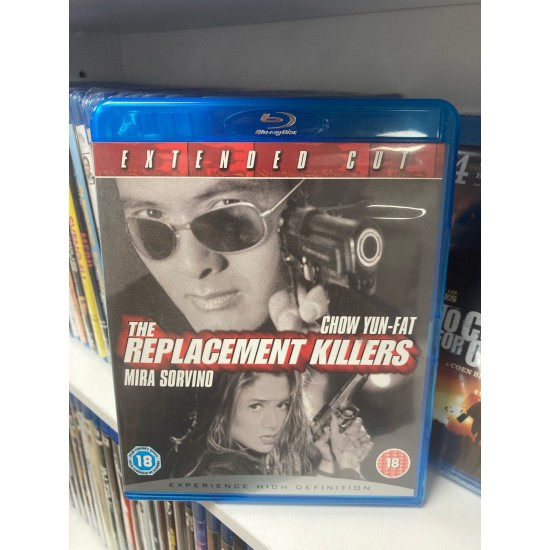 Blu-ray Disc
EXTENDED CUT
CHOW YUN-FAT
THE
REPLACEMENT KILLERS
MIRA SORVINO
18
18
EXPERIENCE HIGH DEFINITION